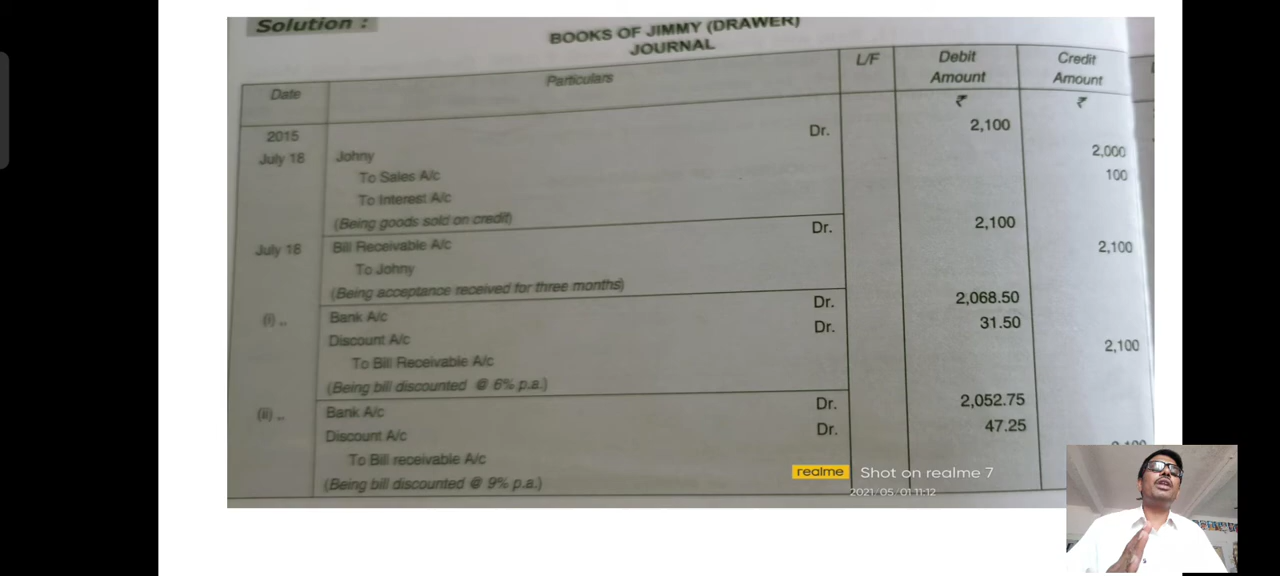 Solution :
BOOKS OF JIMMY (DRAWER)
JOURNAL
Date Particulars L/F Debit Amount Credit Amount
₹ ₹
2015
July 18 Johny Dr. 2,100
To Sales A/c 2,000
To Interest A/c 100
(Being goods sold on credit)
July 18 Bill Receivable A/c Dr. 2,100
To Johny 2,100
(Being acceptance received for three months)
(i) ,, Bank A/c Dr. 2,068.50
Discount A/c Dr. 31.50
To Bill Receivable A/c 2,100
(Being bill discounted @ 6% p.a.)
(ii) ,, Bank A/c Dr. 2,052.75
Discount A/c Dr. 47.25
To Bill receivable A/c
(Being bill discounted @ 9% p.a.)
realme Shot on realme 7
2021/05/01 11:12